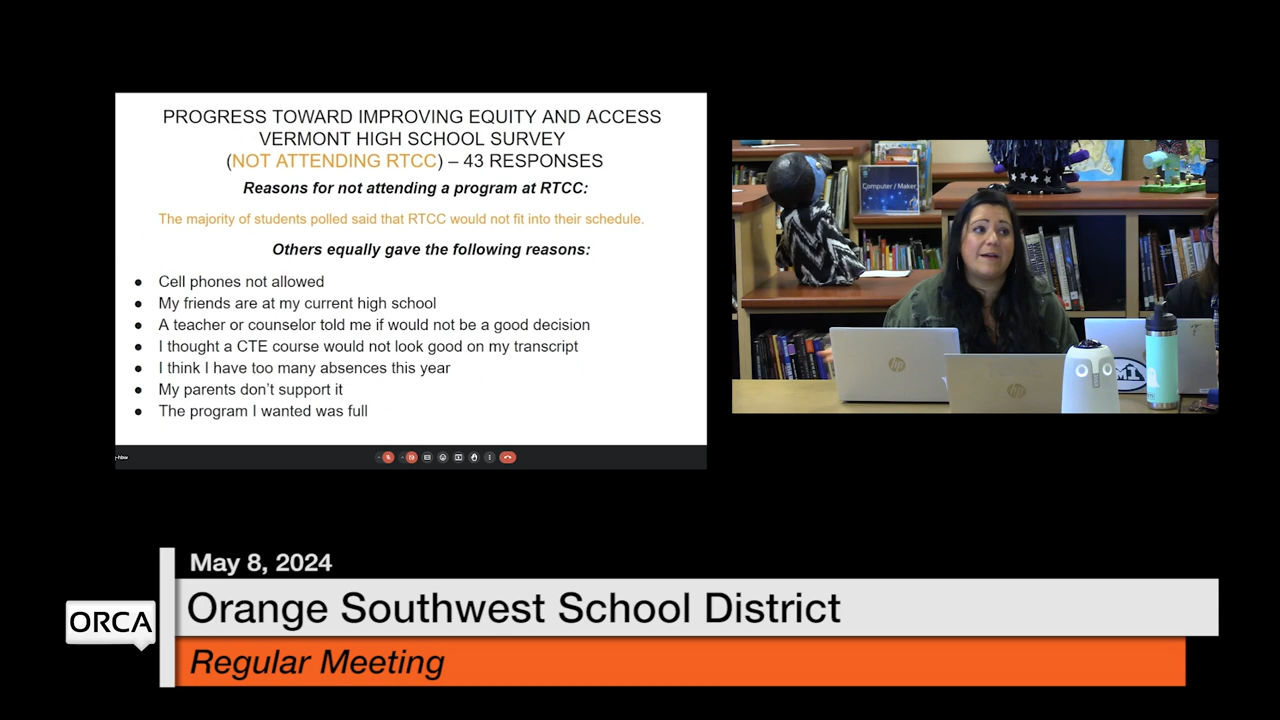 PROGRESS TOWARD IMPROVING EQUITY AND ACCESS
VERMONT HIGH SCHOOL SURVEY
(NOT ATTENDING RTCC) – 43 RESPONSES
Reasons for not attending a program at RTCC:
The majority of students polled said that RTCC would not fit into their schedule.
Others equally gave the following reasons:
● Cell phones not allowed
● My friends are at my current high school
● A teacher or counselor told me if would not be a good decision
● I thought a CTE course would not look good on my transcript
● I think I have too many absences this year
● My parents don't support it
● The program I wanted was full
Computer / Maker
hp
hp
May 8, 2024
Orange Southwest School District
ORCA
Regular Meeting